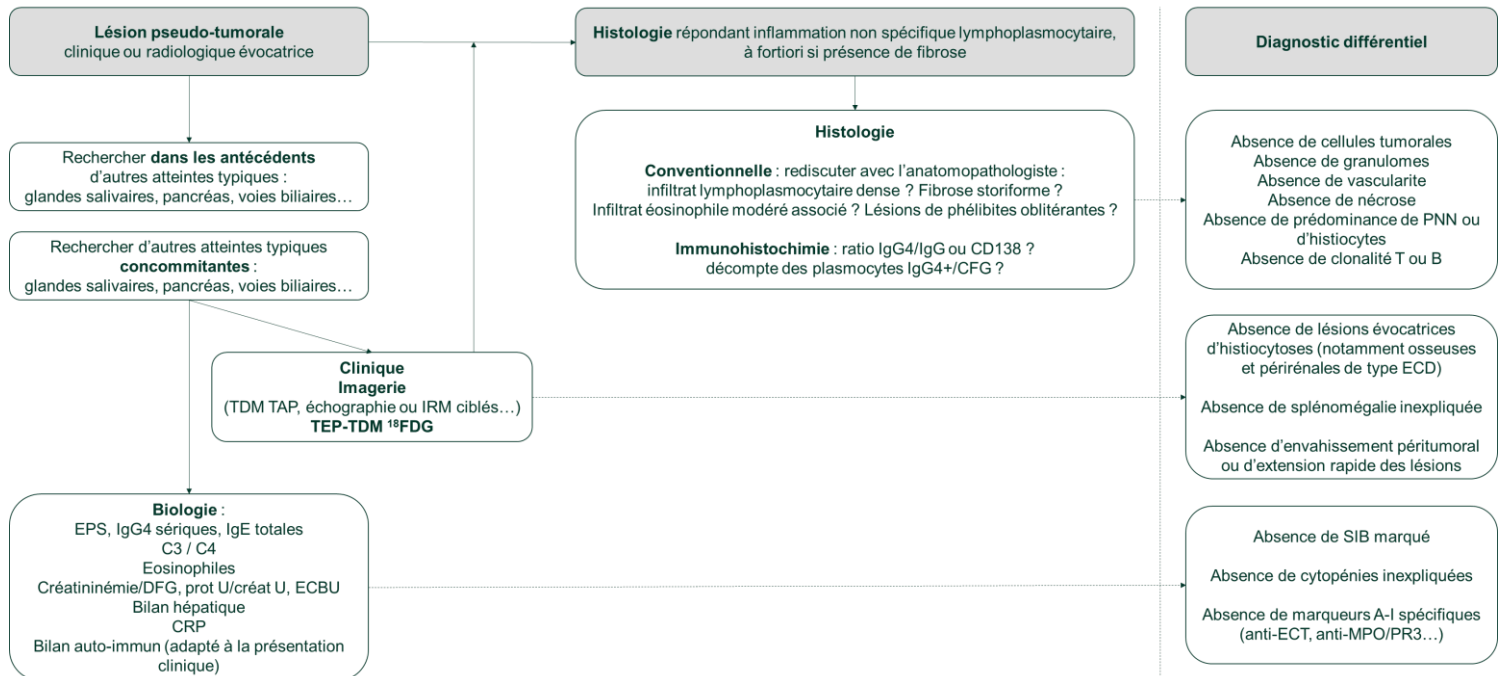 Lésion pseudo-tumorale
clinique ou radiologique évocatrice
Rechercher dans les antécédents
d'autres atteintes typiques :
glandes salivaires, pancréas, voies biliaires…
Rechercher d'autres atteintes typiques
concommitantes :
glandes salivaires, pancréas, voies biliaires…
Clinique
Imagerie
(TDM TAP, échographie ou IRM ciblés…)
TEP-TDM ¹⁸FDG
Biologie :
EPS, IgG4 sériques, IgE totales
C3 / C4
Eosinophiles
Créatininémie/DFG, prot U/créat U, ECBU
Bilan hépatique
CRP
Bilan auto-immun (adapté à la présentation
clinique)
Histologie répondant inflammation non spécifique lymphoplasmocytaire,
à fortiori si présence de fibrose
Histologie
Conventionnelle : rediscuter avec l'anatomopathologiste :
infiltrat lymphoplasmocytaire dense ? Fibrose storiforme ?
Infiltrat éosinophile modéré associé ? Lésions de phélibites oblitérantes ?
Immunohistochimie : ratio IgG4/IgG ou CD138 ?
décompte des plasmocytes IgG4+/CFG ?
Diagnostic différentiel
Absence de cellules tumorales
Absence de granulomes
Absence de vascularite
Absence de nécrose
Absence de prédominance de PNN ou
d'histiocytes
Absence de clonalité T ou B
Absence de lésions évocatrices
d'histiocytoses (notamment osseuses
et périrénales de type ECD)
Absence de splénomégalie inexpliquée
Absence d'envahissement péritumoral
ou d'extension rapide des lésions
Absence de SIB marqué
Absence de cytopénies inexpliquées
Absence de marqueurs A-I spécifiques
(anti-ECT, anti-MPO/PR3…)